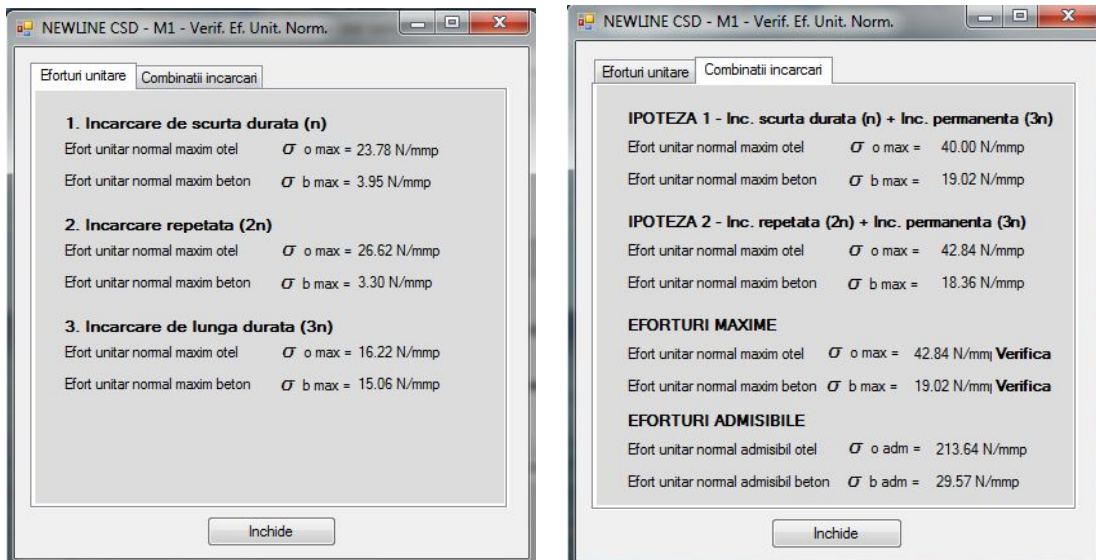 NEWLINE CSD - M1 - Verif. Ef. Unit. Norm.
Eforturi unitare
Combinatii incarcari
1. Incarcare de scurta durata (n)
Efort unitar normal maxim otel σ o max = 23.78 N/mmp
Efort unitar normal maxim beton σ b max = 3.95 N/mmp
2. Incarcare repetata (2n)
Efort unitar normal maxim otel σ o max = 26.62 N/mmp
Efort unitar normal maxim beton σ b max = 3.30 N/mmp
3. Incarcare de lunga durata (3n)
Efort unitar normal maxim otel σ o max = 16.22 N/mmp
Efort unitar normal maxim beton σ b max = 15.06 N/mmp
Inchide
NEWLINE CSD - M1 - Verif. Ef. Unit. Norm.
Eforturi unitare
Combinatii incarcari
IPOTEZA 1 - Inc. scurta durata (n) + Inc. permanenta (3n)
Efort unitar normal maxim otel σ o max = 40.00 N/mmp
Efort unitar normal maxim beton σ b max = 19.02 N/mmp
IPOTEZA 2 - Inc. repetata (2n) + Inc. permanenta (3n)
Efort unitar normal maxim otel σ o max = 42.84 N/mmp
Efort unitar normal maxim beton σ b max = 18.36 N/mmp
EFORTURI MAXIME
Efort unitar normal maxim otel σ o max = 42.84 N/mm Verifica
Efort unitar normal maxim beton σ b max = 19.02 N/mm Verifica
EFORTURI ADMISIBILE
Efort unitar normal admisibil otel σ o adm = 213.64 N/mmp
Efort unitar normal admisibil beton σ b adm = 29.57 N/mmp
Inchide